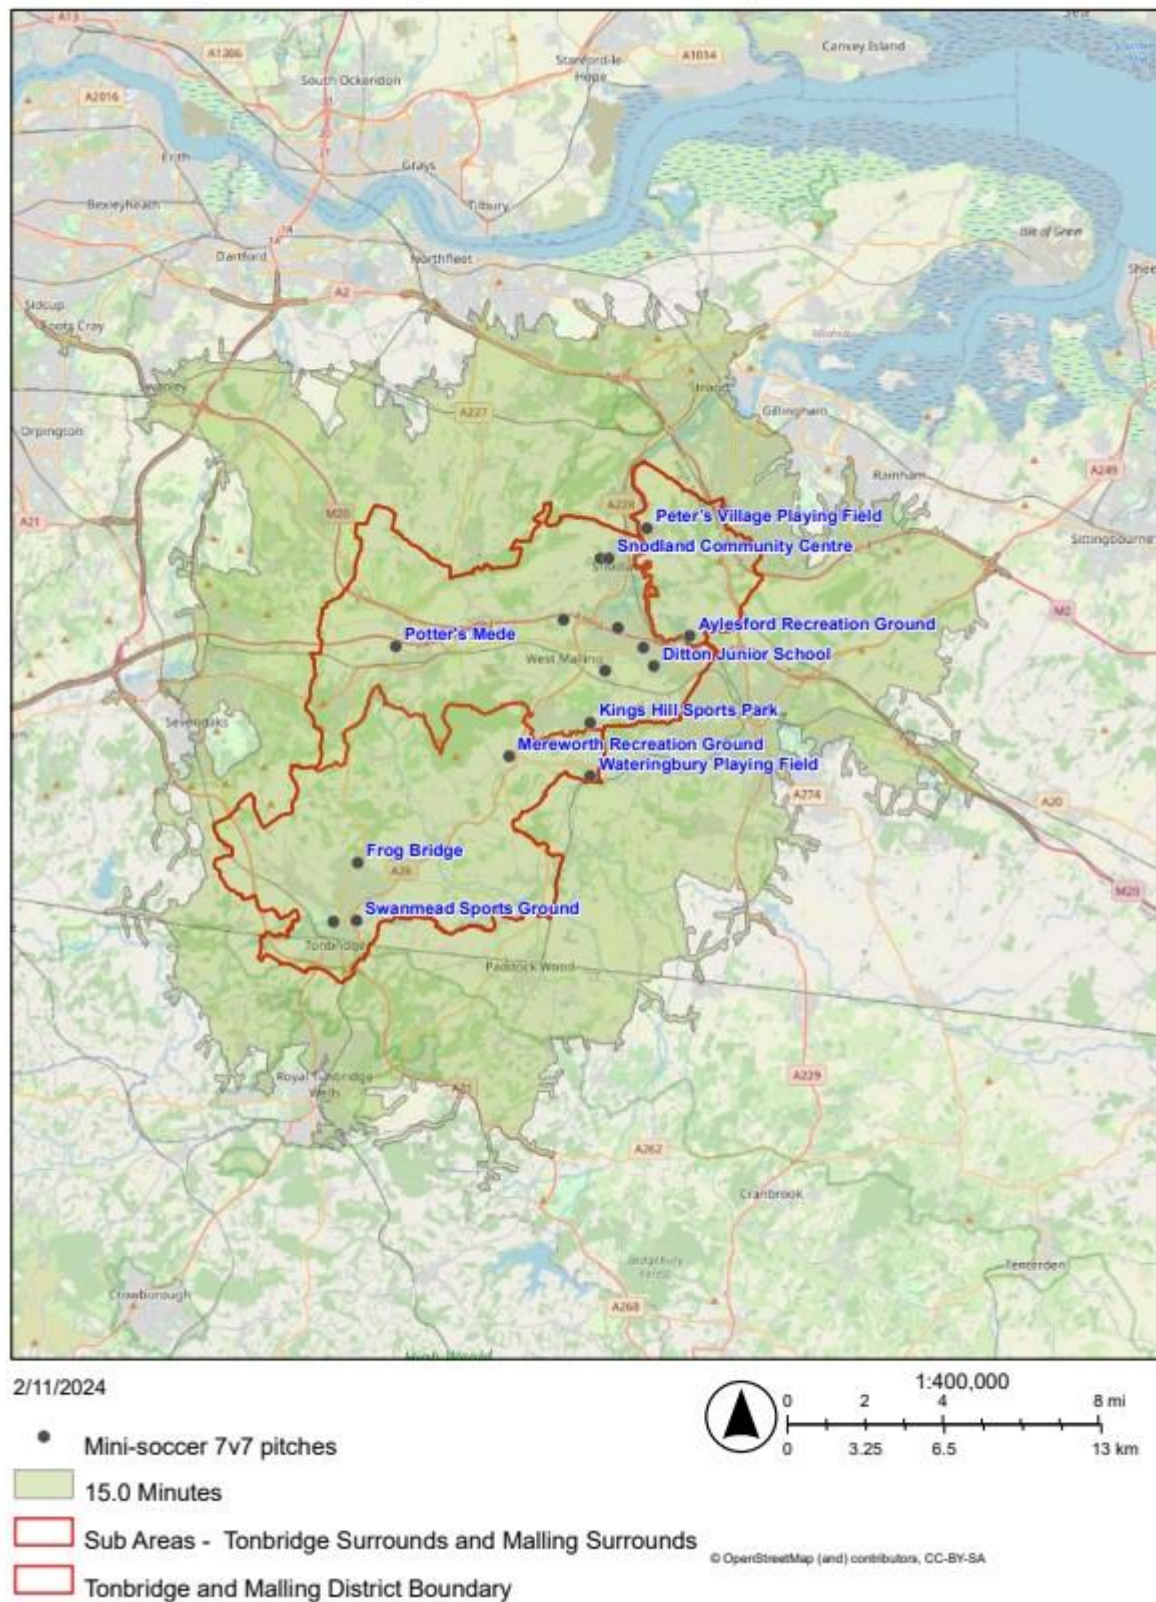 A13
A1306
South Ockendon
Stanford-le-
Hope
A1014
Canvey Island
A2016
Erith
Grays
Tilbury
Bexleyheath
Dartford
Northfleet
Isle of Grain
A2
Sidcup
Foots Cray
Swanley
A227
Strood
Gillingham
Orpington
Rainham
A249
A21
M20
A228
Sittingbourne
Peter's Village Playing Field
Snodland Community Centre
M2
Potter's Mede
Aylesford Recreation Ground
West Malling
Ditton Junior School
Sevenoaks
Kings Hill Sports Park
Mereworth Recreation Ground
Wateringbury Playing Field
A274
A20
Frog Bridge
A26
M20
Swanmead Sports Ground
Tonbridge
Paddock Wood
Royal Tunbridge
Wells
A21
A229
A262
Cranbrook
Tenterden
Crowborough
A268
High Weald
2/11/2024
1:400,000
0 2 4 8 mi
0 3.25 6.5 13 km
Mini-soccer 7v7 pitches
15.0 Minutes
Sub Areas - Tonbridge Surrounds and Malling Surrounds
© OpenStreetMap (and) contributors, CC-BY-SA
Tonbridge and Malling District Boundary